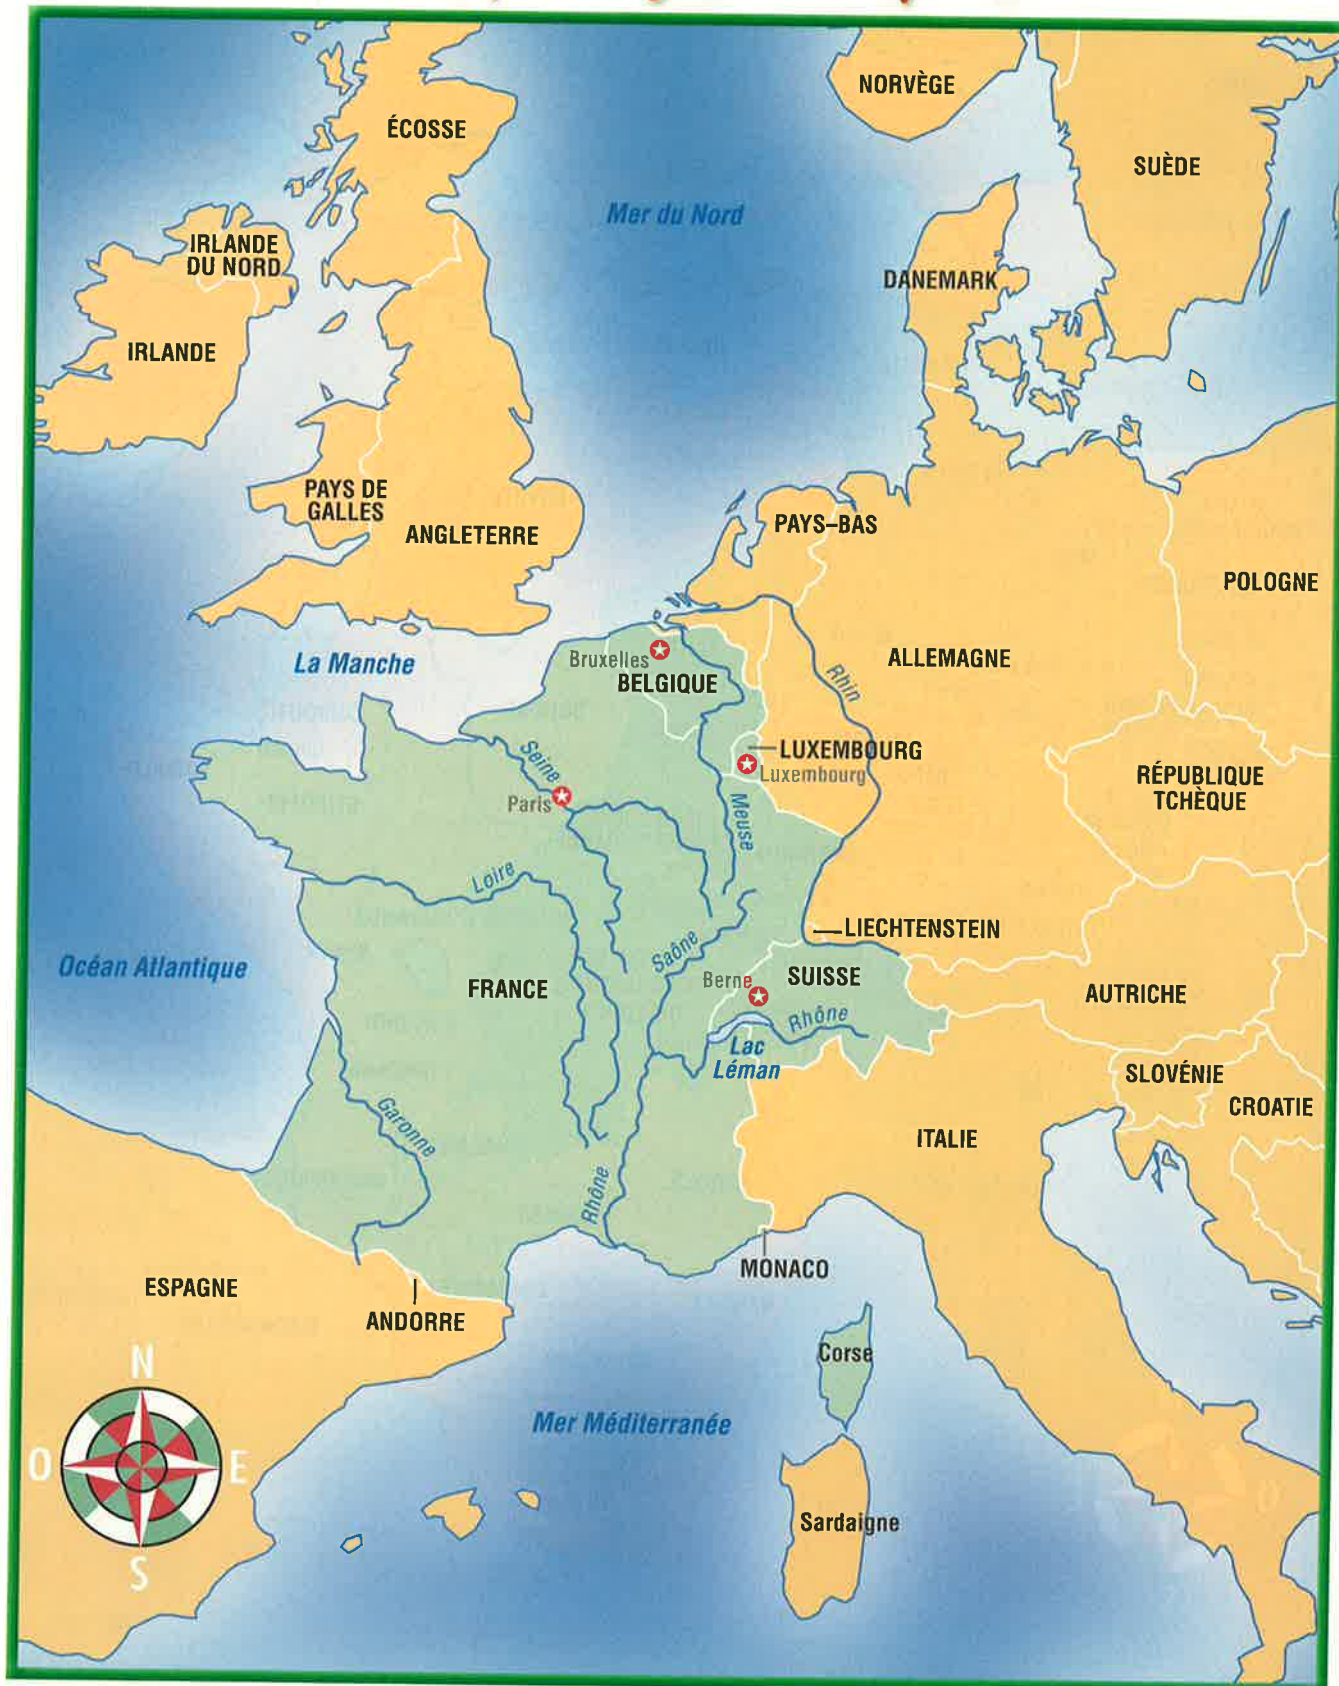 NORVÈGE
ÉCOSSE
SUÈDE
Mer du Nord
IRLANDE
DU NORD
DANEMARK
IRLANDE
PAYS DE
GALLES
ANGLETERRE
PAYS-BAS
POLOGNE
La Manche
Bruxelles
BELGIQUE
ALLEMAGNE
Rhin
Seine
LUXEMBOURG
Luxembourg
RÉPUBLIQUE
TCHÈQUE
Paris
Meuse
Loire
LIECHTENSTEIN
Océan Atlantique
Saône
FRANCE
Berne
SUISSE
AUTRICHE
Rhône
Lac
Léman
SLOVÉNIE
CROATIE
Garonne
ITALIE
Rhône
ESPAGNE
MONACO
ANDORRE
Corse
N
O
E
S
Mer Méditerranée
Sardaigne